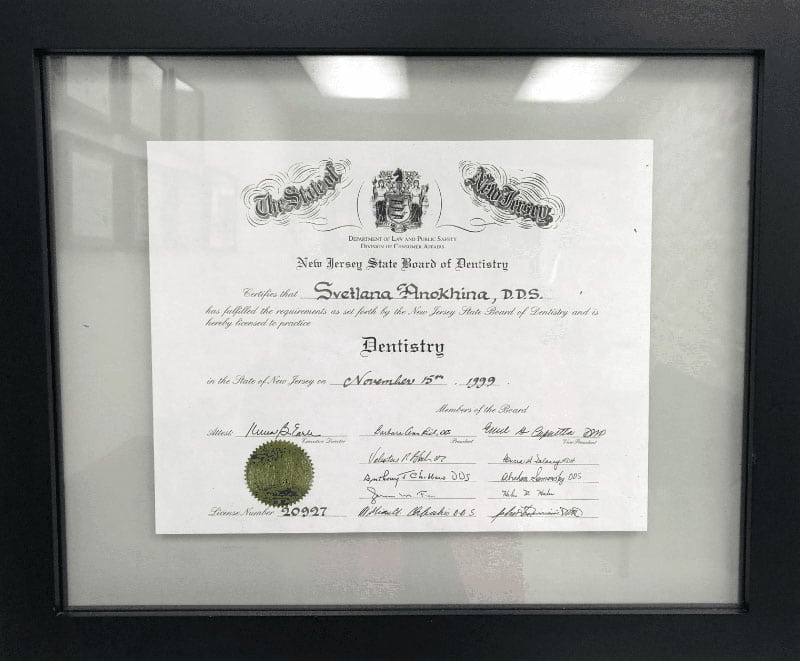 The State of New Jersey
Department of Law and Public Safety
Division of Consumer Affairs
New Jersey State Board of Dentistry
Certifies that Svetlana Anokhina, D.D.S.
has fulfilled the requirements as set forth by the New Jersey State Board of Dentistry and is
hereby licensed to practice
Dentistry
in the State of New Jersey on November 15th, 1999.
Members of the Board
Attest:
Executive Director President Vice President
DDS
DDS
License Number 20927 D.D.S.